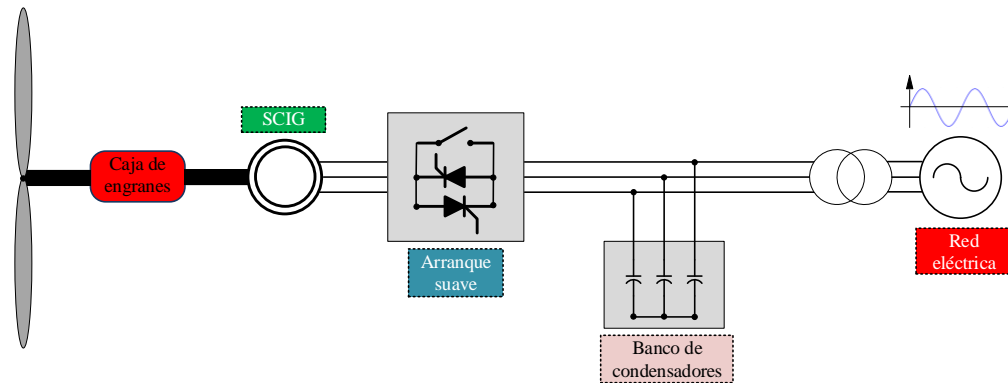 SCIG
Caja de
engranes
Arranque
suave
Banco de
condensadores
Red
eléctrica